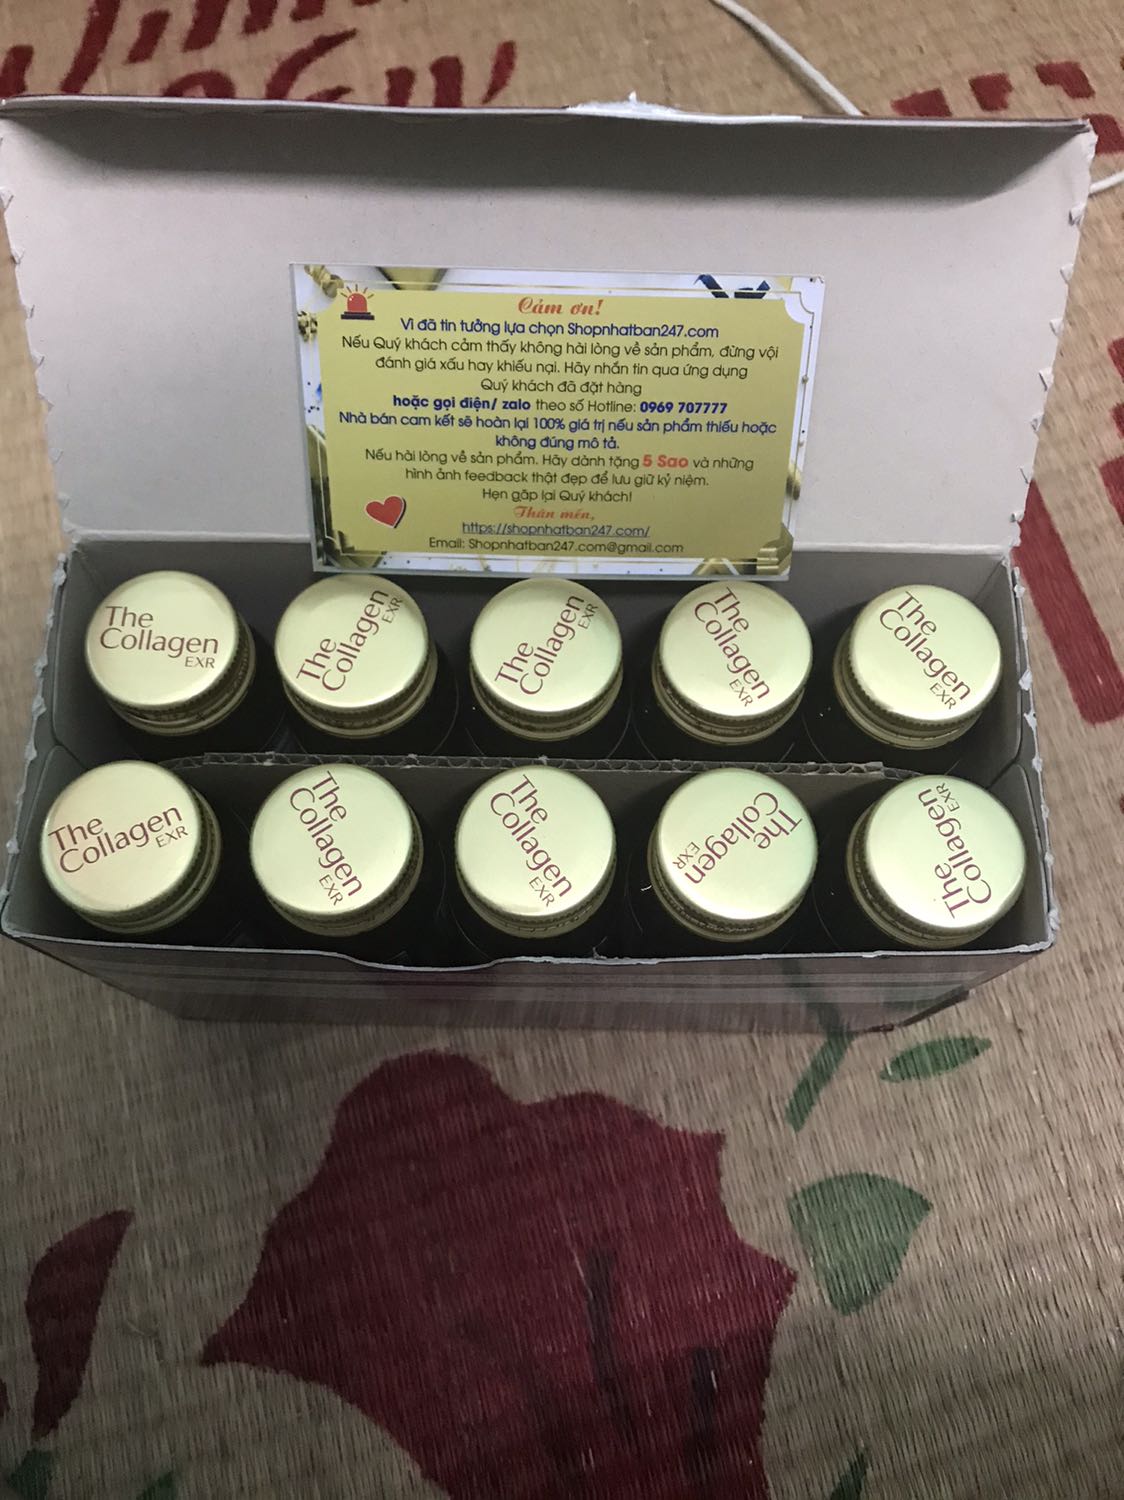 Cảm ơn!
Vì đã tin tưởng lựa chọn Shopnhatban247.com
Nếu Quý khách cảm thấy không hài lòng về sản phẩm, đừng vội
đánh giá xấu hay khiếu nại. Hãy nhắn tin qua ứng dụng
Quý khách đã đặt hàng
hoặc gọi điện/ zalo theo số Hotline: 0969 707777
Nhà bán cam kết sẽ hoàn lại 100% giá trị nếu sản phẩm thiếu hoặc
không đúng mô tả.
Nếu hài lòng về sản phẩm. Hãy dành tặng 5 Sao và những
hình ảnh feedback thật đẹp để lưu giữ kỷ niệm.
Hẹn gặp lại Quý khách!
Thân mến,
https://shopnhatban247.com/
Email: Shopnhatban247.com@gmail.com
The
Collagen
EXR
The
Collagen
EXR
The
Collagen
EXR
The
Collagen
EXR
The
Collagen
EXR
The
Collagen
EXR
The
Collagen
EXR
The
Collagen
EXR
The
Collagen
EXR
The
Collagen
EXR